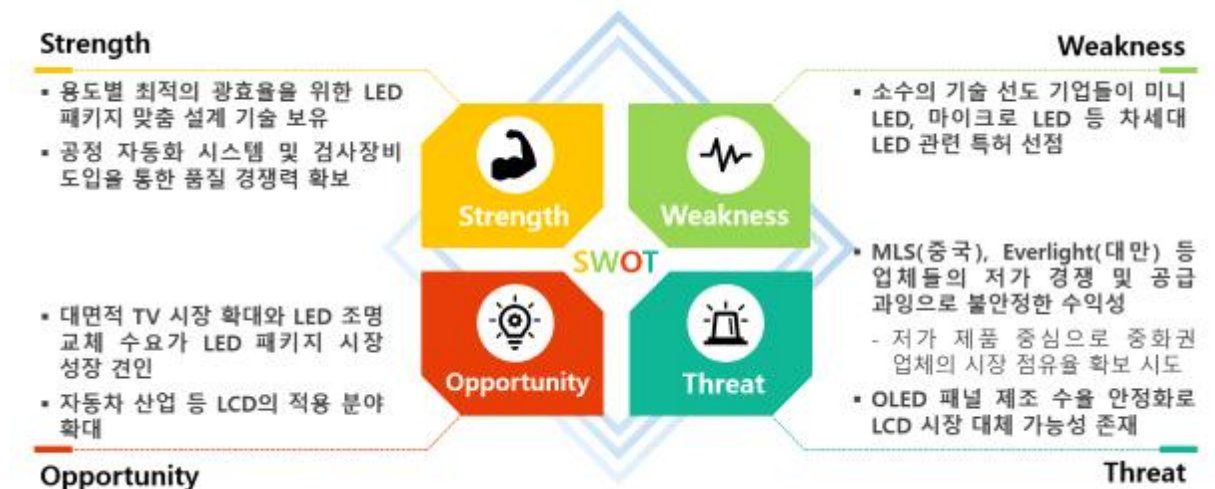 Strength
▪ 용도별 최적의 광효율을 위한 LED
패키지 맞춤 설계 기술 보유
▪ 공정 자동화 시스템 및 검사장비
도입을 통한 품질 경쟁력 확보
Weakness
▪ 소수의 기술 선도 기업들이 미니
LED, 마이크로 LED 등 차세대
LED 관련 특허 선점
Strength
Weakness
SWOT
Opportunity
Threat
▪ 대면적 TV 시장 확대와 LED 조명
교체 수요가 LED 패키지 시장
성장 견인
▪ 자동차 산업 등 LCD의 적용 분야
확대
Opportunity
▪ MLS(중국), Everlight(대만) 등
업체들의 저가 경쟁 및 공급
과잉으로 불안정한 수익성
- 저가 제품 중심으로 중화권
업체의 시장 점유율 확보 시도
▪ OLED 패널 제조 수율 안정화로
LCD 시장 대체 가능성 존재
Threat